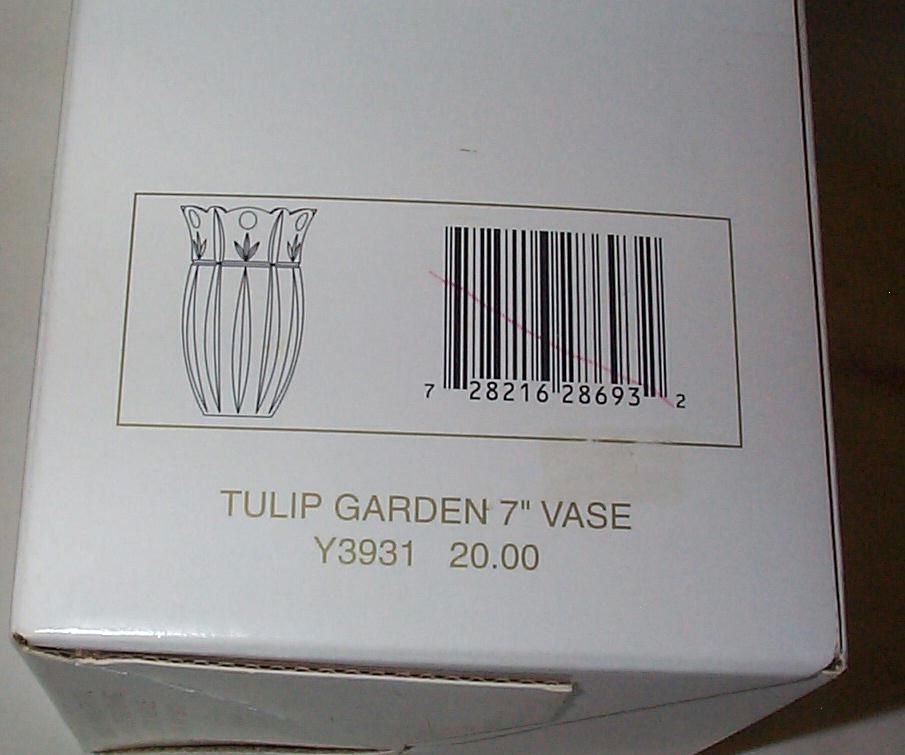 7 28216 28693 2
TULIP GARDEN 7" VASE
Y3931 20.00